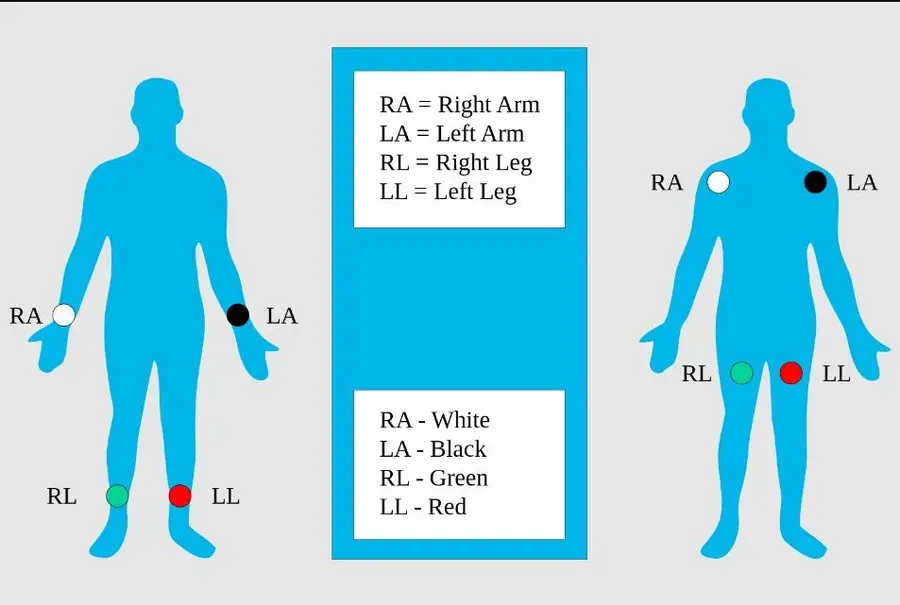 RA = Right Arm
LA = Left Arm
RL = Right Leg
LL = Left Leg
RA
LA
RL
LL
RA - White
LA - Black
RL - Green
LL - Red
RA
LA
RL
LL